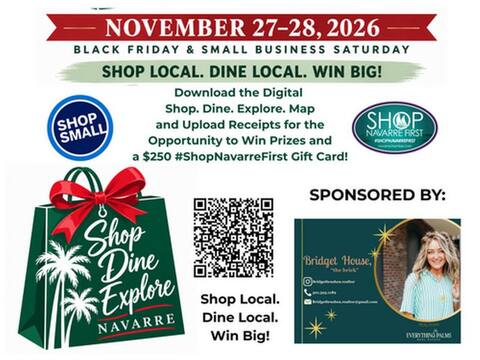 NOVEMBER 27-28, 2026
BLACK FRIDAY & SMALL BUSINESS SATURDAY
SHOP LOCAL. DINE LOCAL. WIN BIG!
Download the Digital
Shop. Dine. Explore. Map
and Upload Receipts for the
Opportunity to Win Prizes and
a $250 #ShopNavarreFirst Gift Card!
SHOP
SMALL
SHOP
NAVARRE FIRST
#SHOPNAVARREFIRST
Shop
Dine
Explore
NAVARRE
Shop Local.
Dine Local.
Win Big!
SPONSORED BY:
Bridget House,
"the brick"
EVERYTHING PALMS